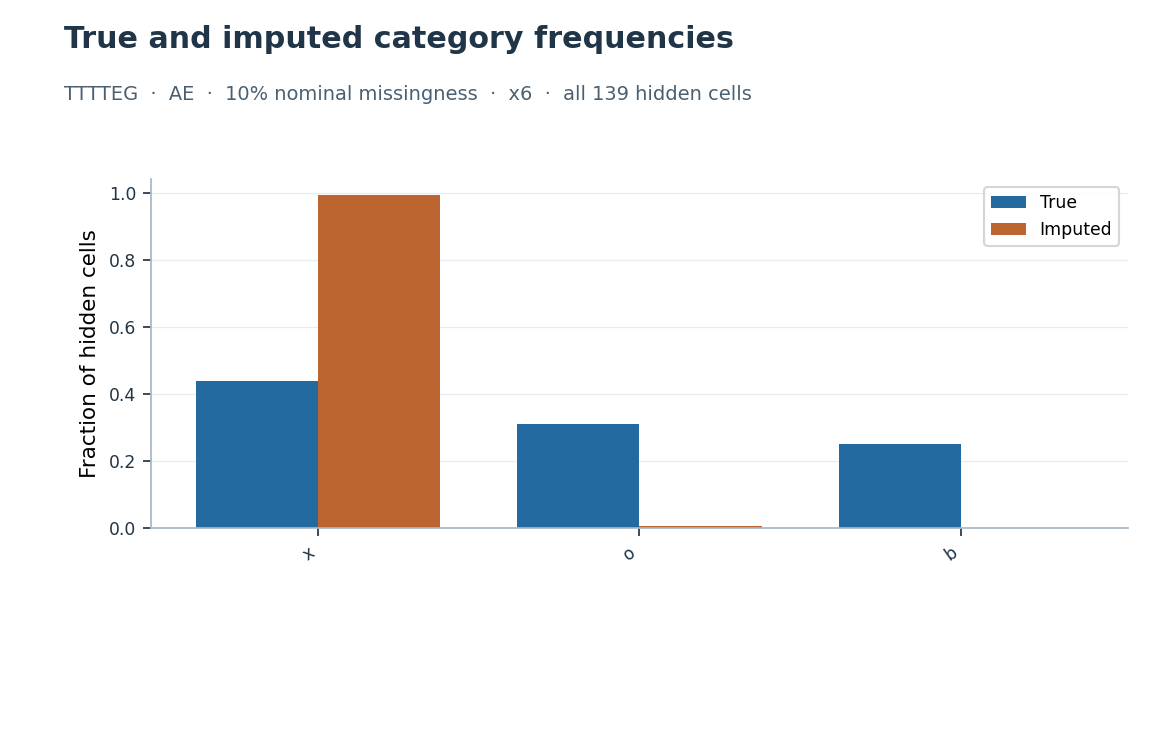 True and imputed category frequencies
TTTTEG · AE · 10% nominal missingness · x6 · all 139 hidden cells
True
Imputed
Fraction of hidden cells
1.0
0.8
0.6
0.4
0.2
0.0
x
o
b